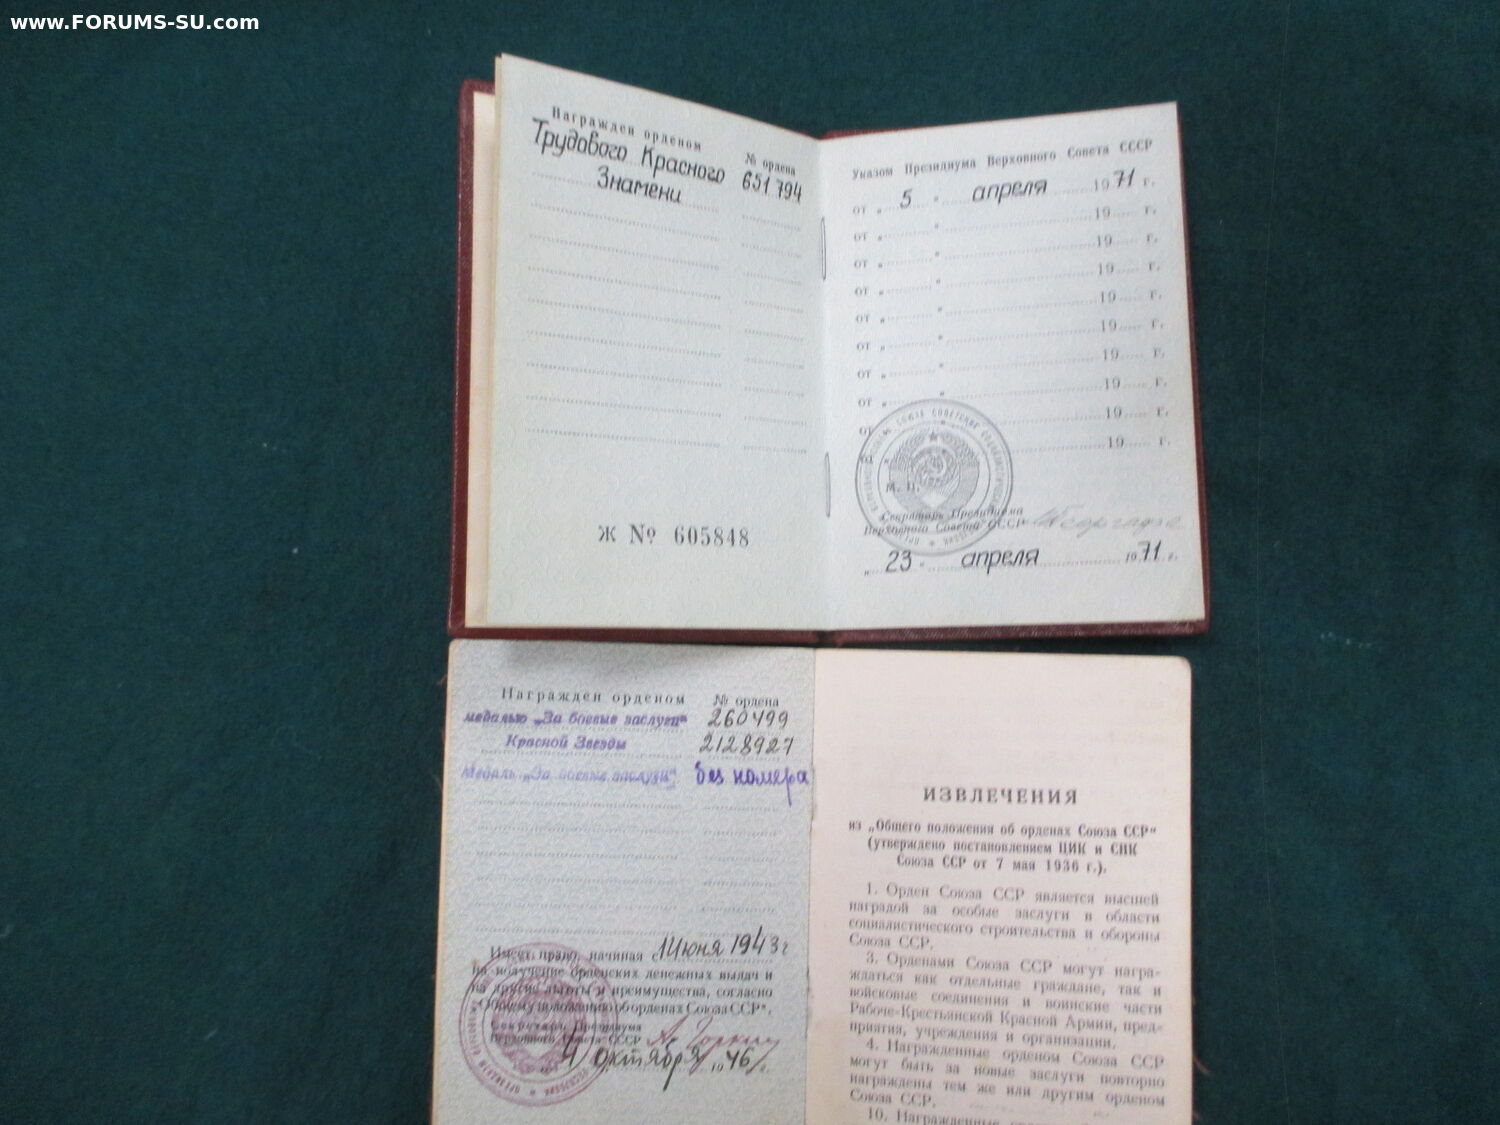 www.FORUMS-SU.com
Награжден орденом
№ ордена
Трудового Красного
Знамени
651794
Ж № 605848
Указом Президиума Верховного Совета СССР
от „ 5 “ апреля 1971 г.
от „ “ 19 г.
от „ “ 19 г.
от „ “ 19 г.
от „ “ 19 г.
от „ “ 19 г.
от „ “ 19 г.
от „ “ 19 г.
от „ 19 г.
19 г.
М. П.
Секретарь Президиума
Верховного Совета СССР
„ 23 “ апреля 1971 г.
Награжден орденом № ордена
медалью „За боевые заслуги“ 260499
Красной Звезды 2128927
Медаль „За боевые заслуги“ без номера
Имеет право, начиная с 1 июня 1943 г
на получение орденских денежных выдач и
на другие льготы и преимущества, согласно
„Общему положению об орденах Союза ССР“.
Секретарь Президиума
Верховного Совета СССР А. Горкин
4 октября 1946 г.
ИЗВЛЕЧЕНИЯ
из „Общего положения об орденах Союза ССР“
(утверждено постановлением ЦИК и СНК
Союза ССР от 7 мая 1936 г.).
1. Орден Союза ССР является высшей
наградой за особые заслуги в области
социалистического строительства и обороны
Союза ССР.
3. Орденами Союза ССР могут награ-
ждаться как отдельные граждане, так и
войсковые соединения и воинские части
Рабоче-Крестьянской Красной Армии, пред-
приятия, учреждения и организации.
4. Награжденные орденом Союза ССР
могут быть за новые заслуги повторно
награждены тем же или другим орденом
Союза ССР.
10. Награжденные